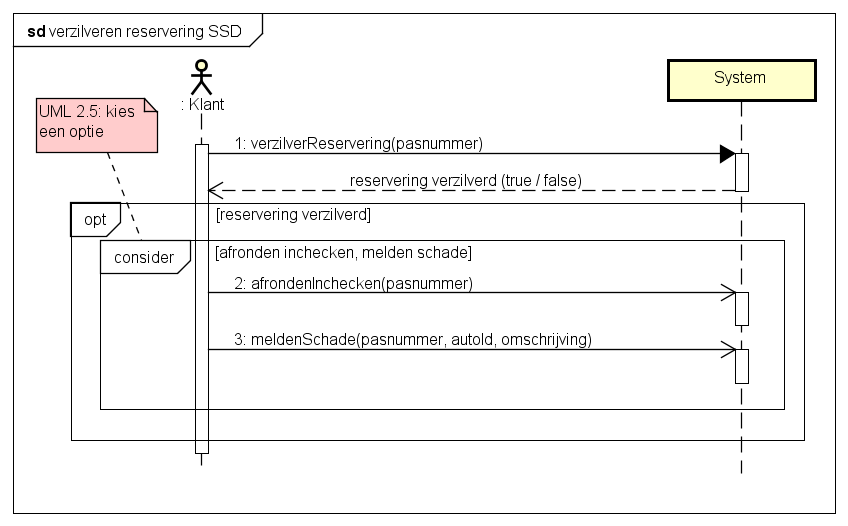 sd verzilveren reservering SSD
UML 2.5: kies
een optie
: Klant
System
1: verzilverReservering(pasnummer)
reservering verzilverd (true / false)
opt
[reservering verzilverd]
consider
[afronden inchecken, melden schade]
2: afrondenInchecken(pasnummer)
3: meldenSchade(pasnummer, autoId, omschrijving)